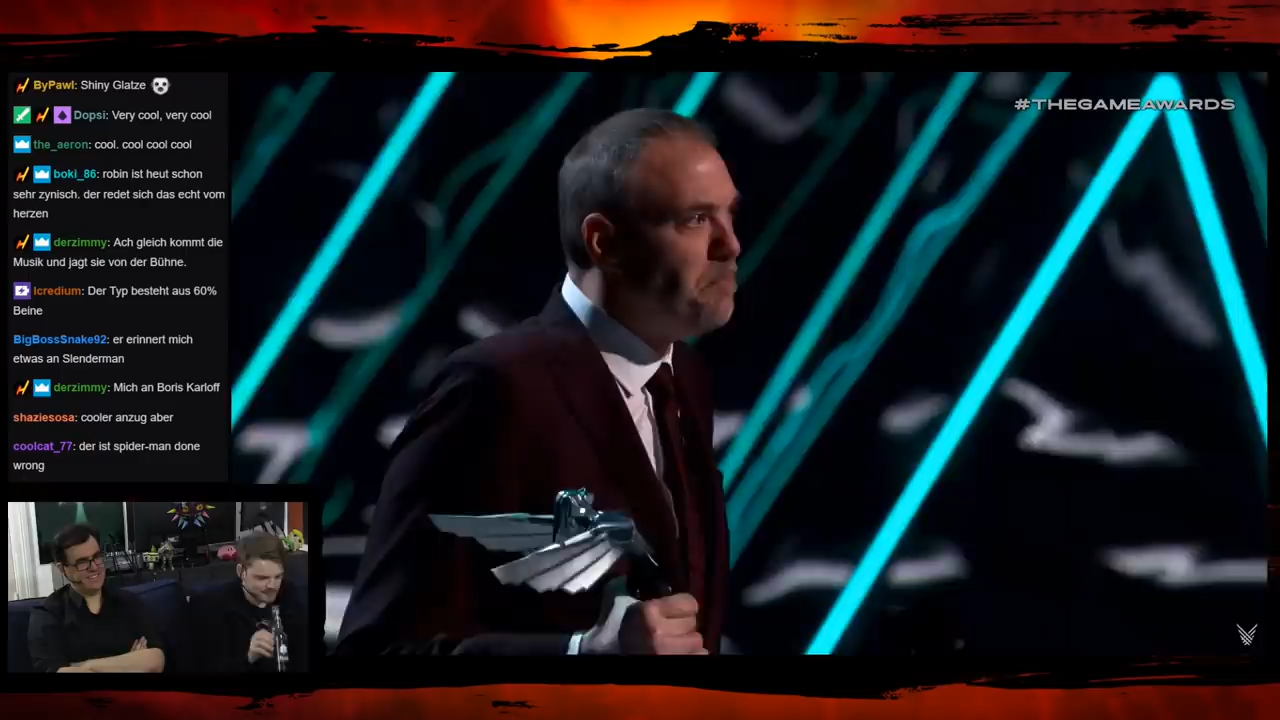 ByPawl: Shiny Glatze
Dopsi: Very cool, very cool
the_aeron: cool. cool cool cool
boki_86: robin ist heut schon
sehr zynisch. der redet sich das echt vom
herzen
derzimmy: Ach gleich kommt die
Musik und jagt sie von der Bühne.
Icredium: Der Typ besteht aus 60%
Beine
BigBossSnake92: er erinnert mich
etwas an Slenderman
derzimmy: Mich an Boris Karloff
shaziesosa: cooler anzug aber
coolcat_77: der ist spider-man done
wrong
#THEGAMEAWARDS